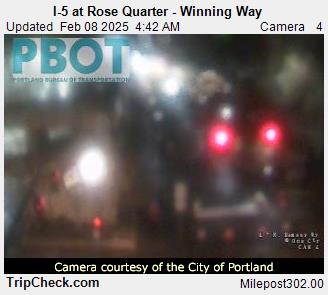 I-5 at Rose Quarter - Winning Way
Updated Feb 08 2025 4:42 AM Camera 4
PBOT
PORTLAND BUREAU OF TRANSPORTATION
Camera courtesy of the City of Portland
TripCheck.com Milepost302.00